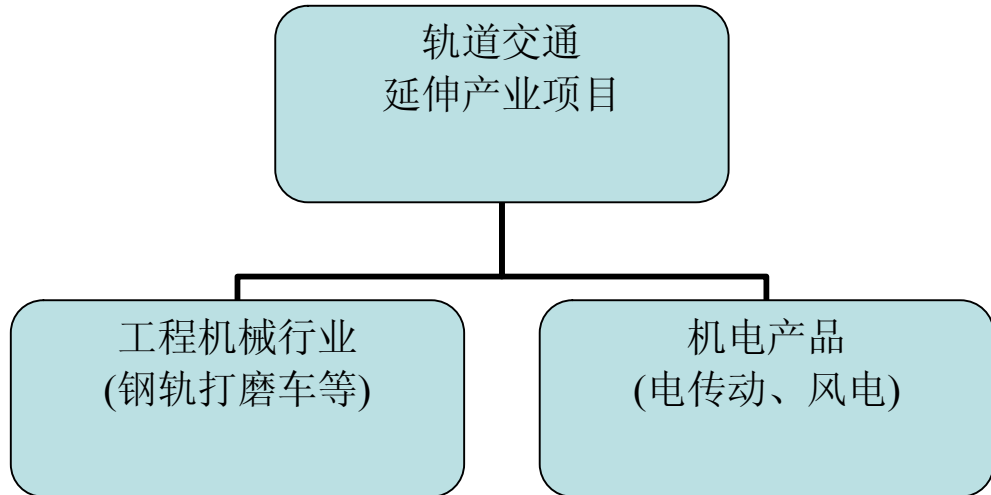 轨道交通
延伸产业项目
工程机械行业
(钢轨打磨车等)
机电产品
(电传动、风电)